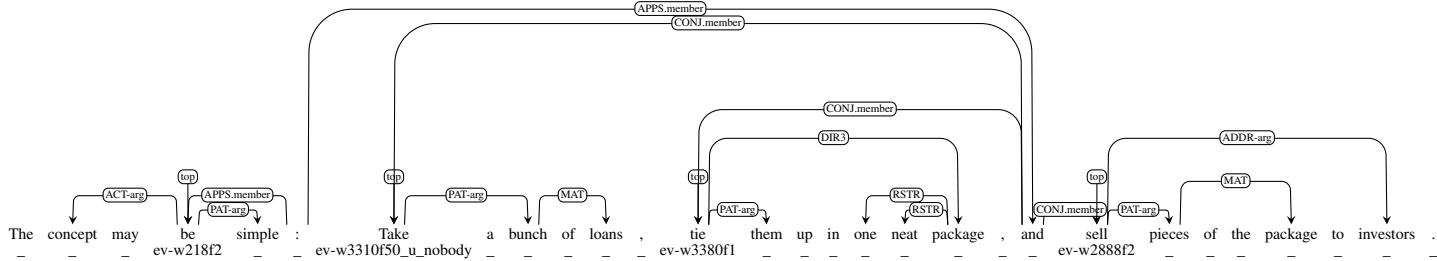 APPS.member
CONJ.member
CONJ.member
DIR3 ADDR-arg
top top top top MAT
ACT-arg APPS.member PAT-arg MAT RSTR
PAT-arg PAT-arg RSTR CONJ.member PAT-arg
The concept may be simple : Take a bunch of loans , tie them up in one neat package , and sell pieces of the package to investors .
_ _ _ ev-w218f2 _ _ ev-w3310f50_u_nobody _ _ _ _ _ ev-w3380f1 _ _ _ _ _ _ _ _ ev-w2888f2 _ _ _ _ _ _ _